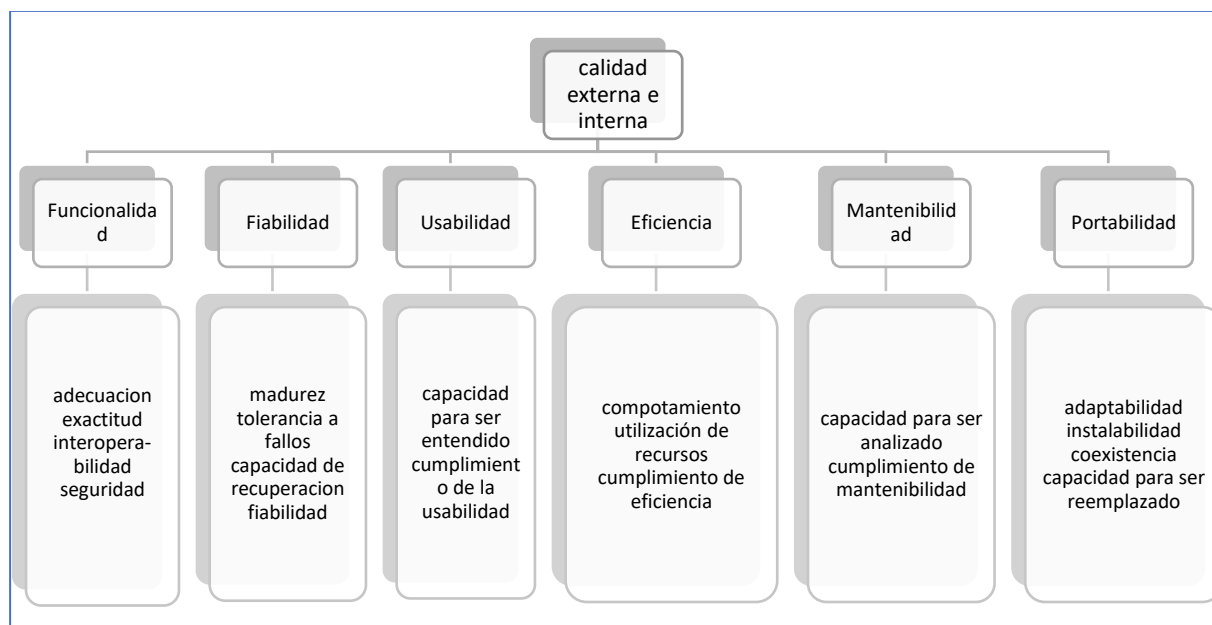 calidad
externa e
interna
Funcionalida
d
Fiabilidad
Usabilidad
Eficiencia
Mantenibilid
ad
Portabilidad
adecuacion
exactitud
interopera-
bilidad
seguridad
madurez
tolerancia a
fallos
capacidad de
recuperacion
fiabilidad
capacidad
para ser
entendido
cumplimient
o de la
usabilidad
compotamiento
utilización de
recursos
cumplimiento de
eficiencia
capacidad para ser
analizado
cumplimiento de
mantenibilidad
adaptabilidad
instalabilidad
coexistencia
capacidad para ser
reemplazado